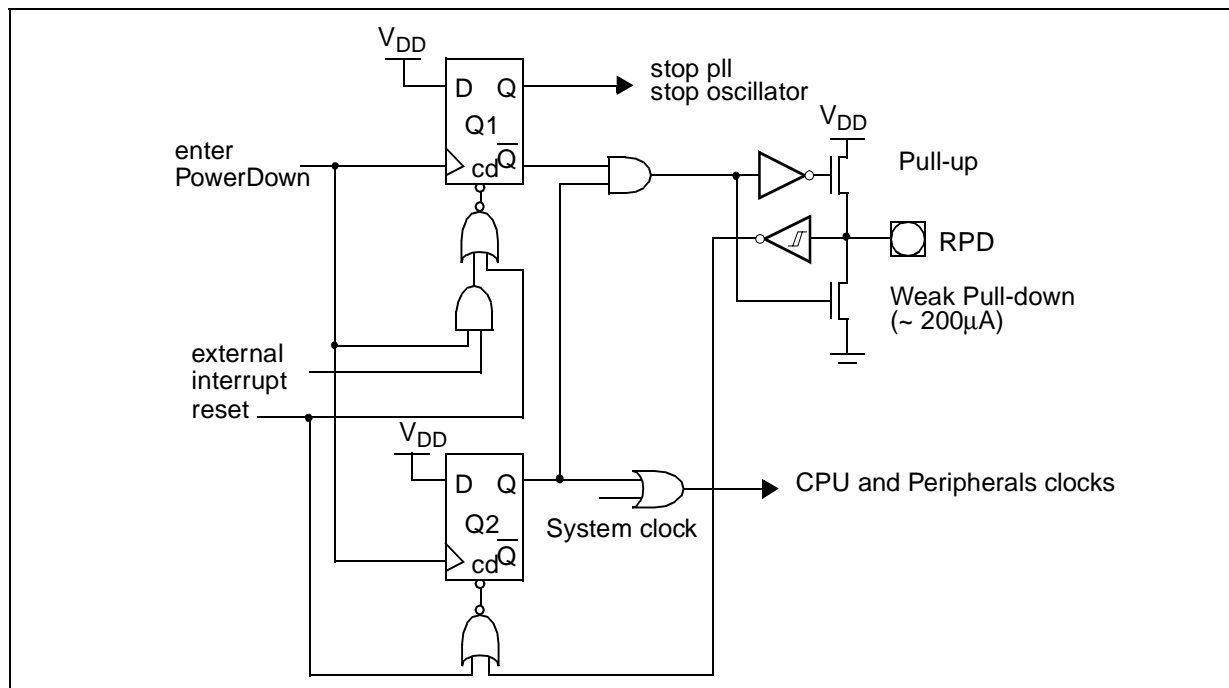 VDD
D Q
Q1
cd Q̅
stop pll
stop oscillator
enter
PowerDown
VDD
Pull-up
RPD
Weak Pull-down
(~ 200μA)
external
interrupt
reset
VDD
D Q
Q2
cd Q̅
System clock
CPU and Peripherals clocks